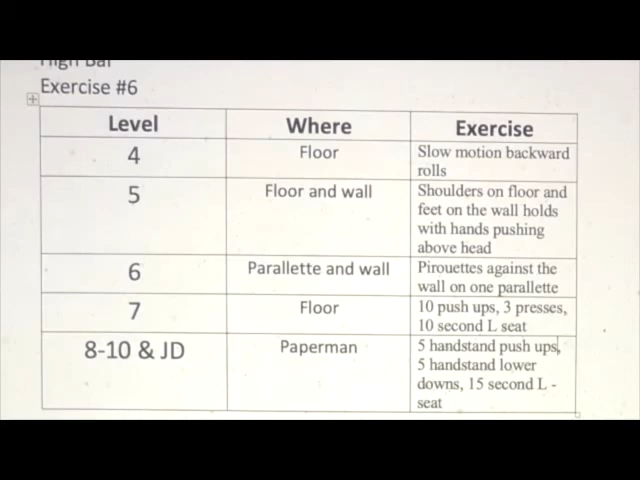 High Bar
Exercise #6
Level Where Exercise
4 Floor Slow motion backward
rolls
5 Floor and wall Shoulders on floor and
feet on the wall holds
with hands pushing
above head
6 Parallette and wall Pirouettes against the
wall on one parallette
7 Floor 10 push ups, 3 presses,
10 second L seat
8-10 & JD Paperman 5 handstand push ups,
5 handstand lower
downs, 15 second L -
seat